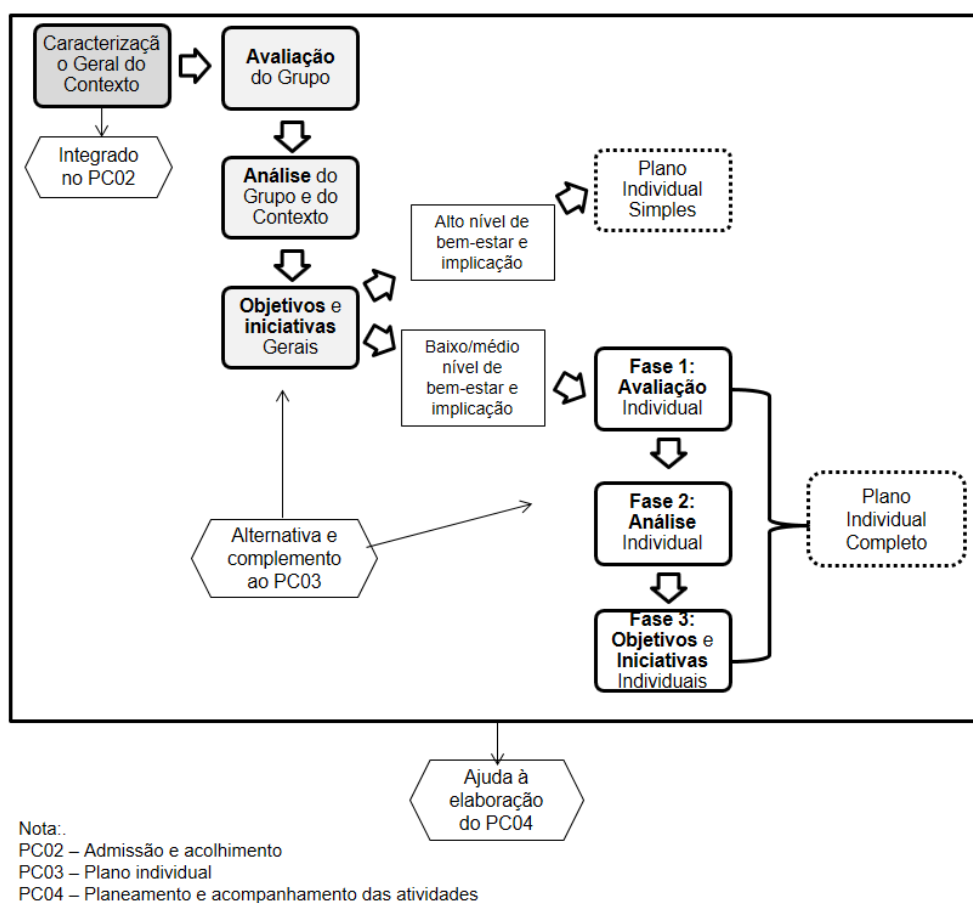 Caracterizaçã
o Geral do
Contexto
Avaliação
do Grupo
Integrado
no PC02
Análise do
Grupo e do
Contexto
Plano
Individual
Simples
Alto nível de
bem-estar e
implicação
Objetivos e
iniciativas
Gerais
Baixo/médio
nível de
bem-estar e
implicação
Fase 1:
Avaliação
Individual
Fase 2:
Análise
Individual
Plano
Individual
Completo
Alternativa e
complemento
ao PC03
Fase 3:
Objetivos e
Iniciativas
Individuais
Ajuda à
elaboração
do PC04
Nota:.
PC02 – Admissão e acolhimento
PC03 – Plano individual
PC04 – Planeamento e acompanhamento das atividades